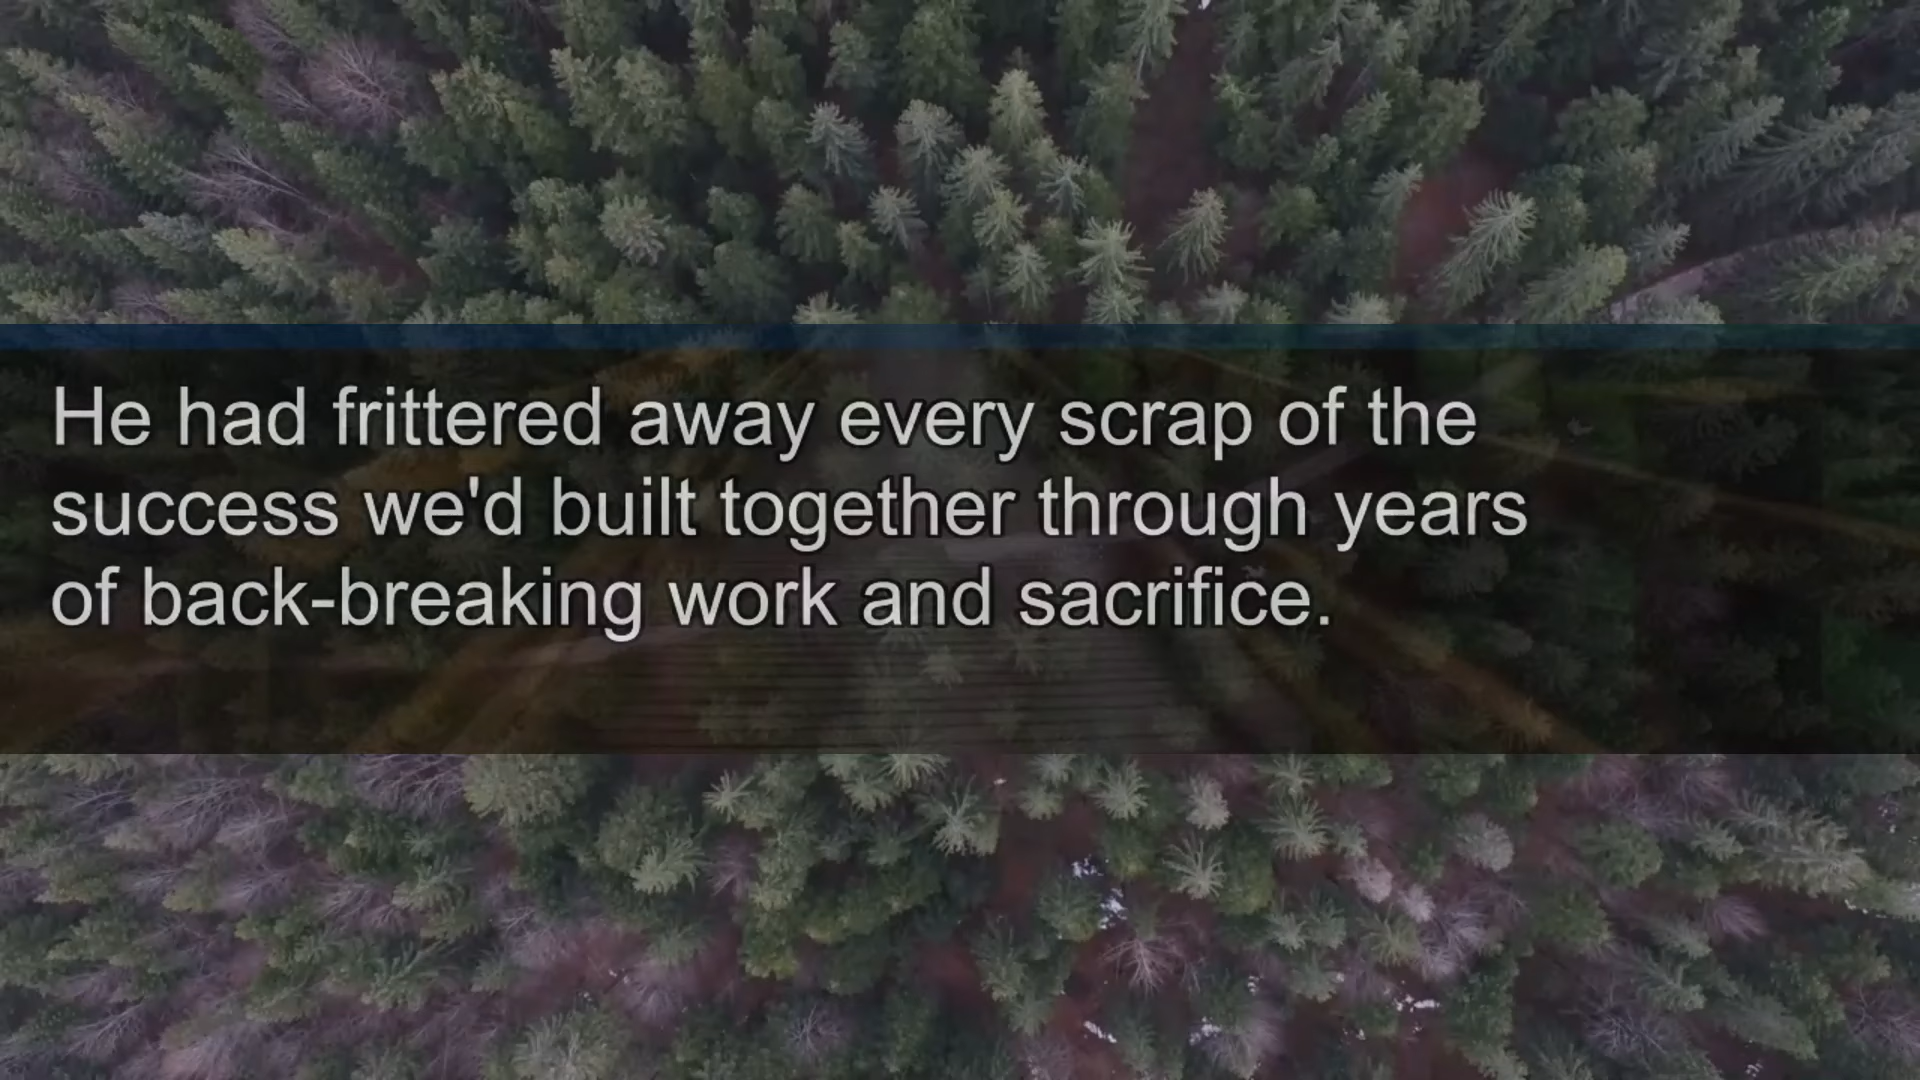 He had frittered away every scrap of the
success we'd built together through years
of back-breaking work and sacrifice.